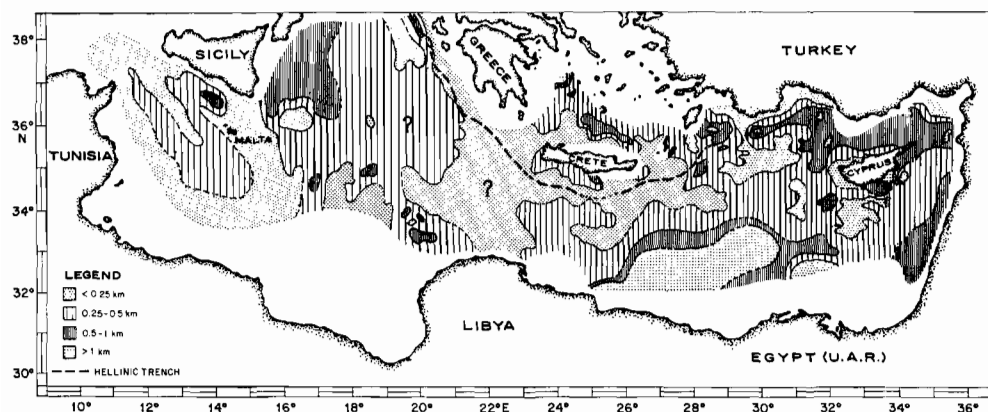 38°
36°
N
34°
32°
30°
SICILY
GREECE
TURKEY
TUNISIA
MALTA
?
?
CRETE
CYPRUS
LIBYA
EGYPT (U.A.R.)
LEGEND
<0.25 km
0.25-0.5 km
0.5-1 km
>1 km
HELLINIC TRENCH
10° 12° 14° 16° 18° 20° 22°E 24° 26° 28° 30° 32° 34° 36°